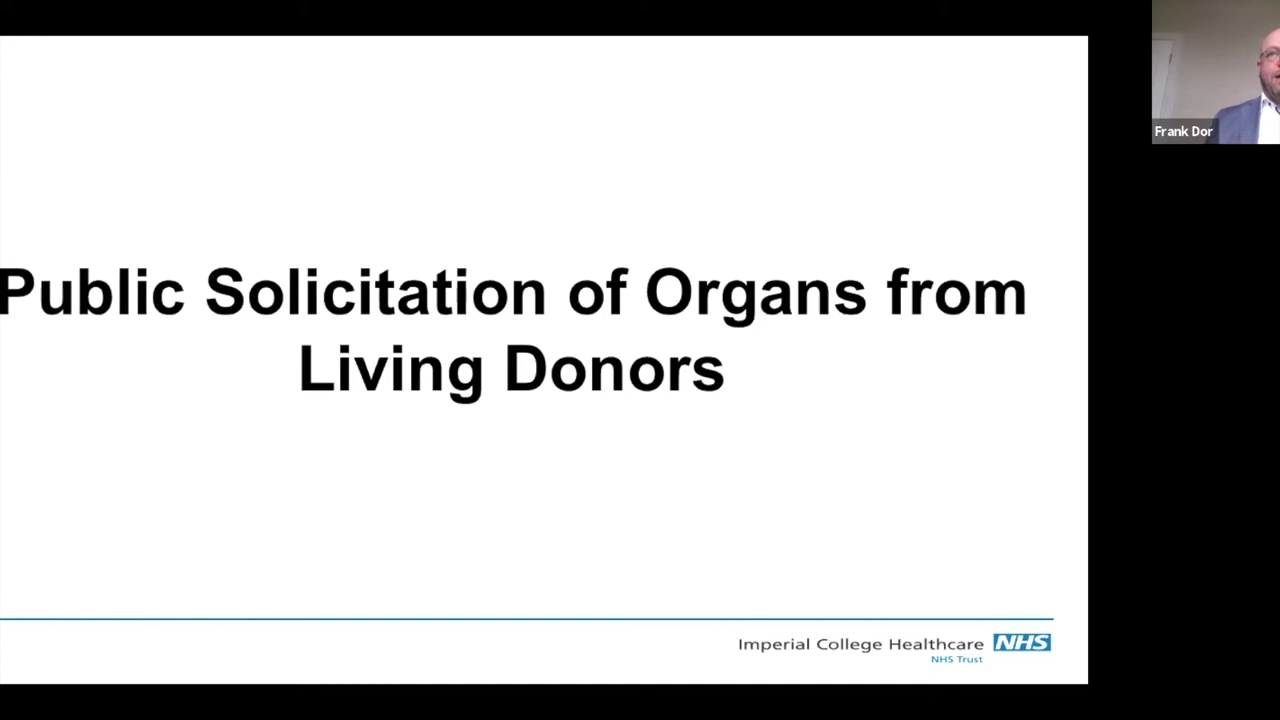 Public Solicitation of Organs from
Living Donors
Imperial College Healthcare NHS
NHS Trust
Frank Dor